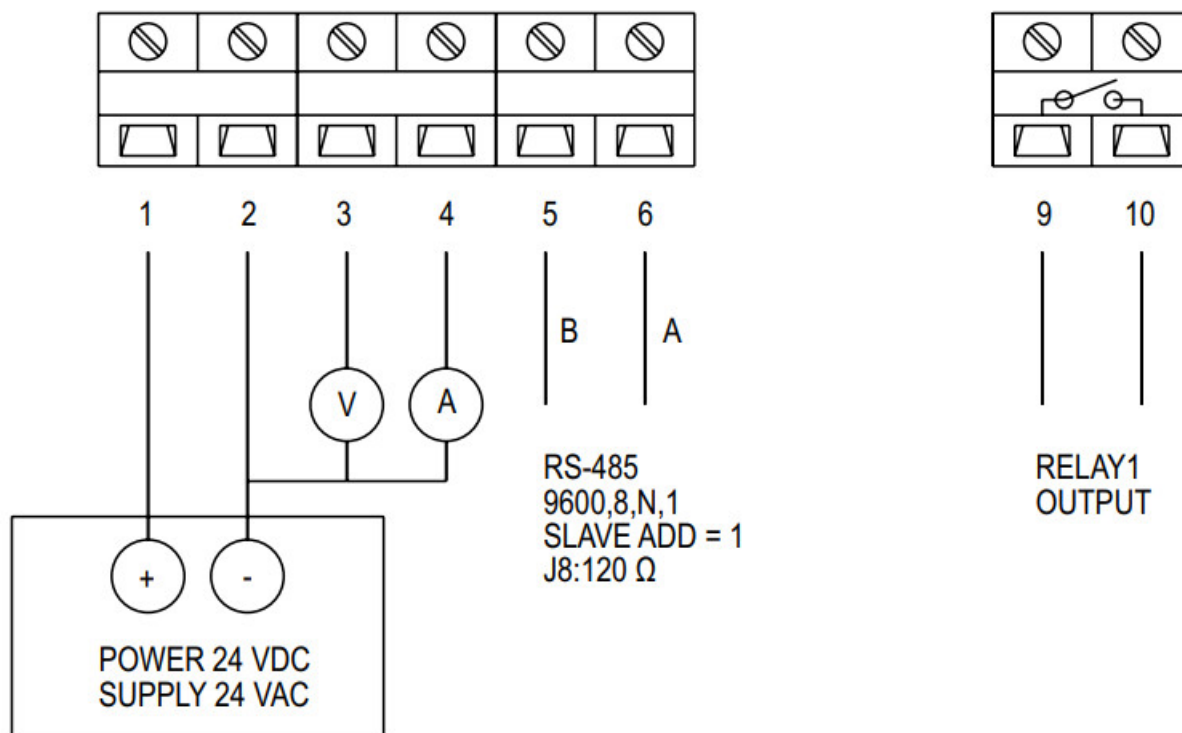 1 2 3 4 5 6 9 10
B A
V A
RS-485
9600,8,N,1
SLAVE ADD = 1
J8:120 Ω
RELAY1
OUTPUT
+ -
POWER 24 VDC
SUPPLY 24 VAC